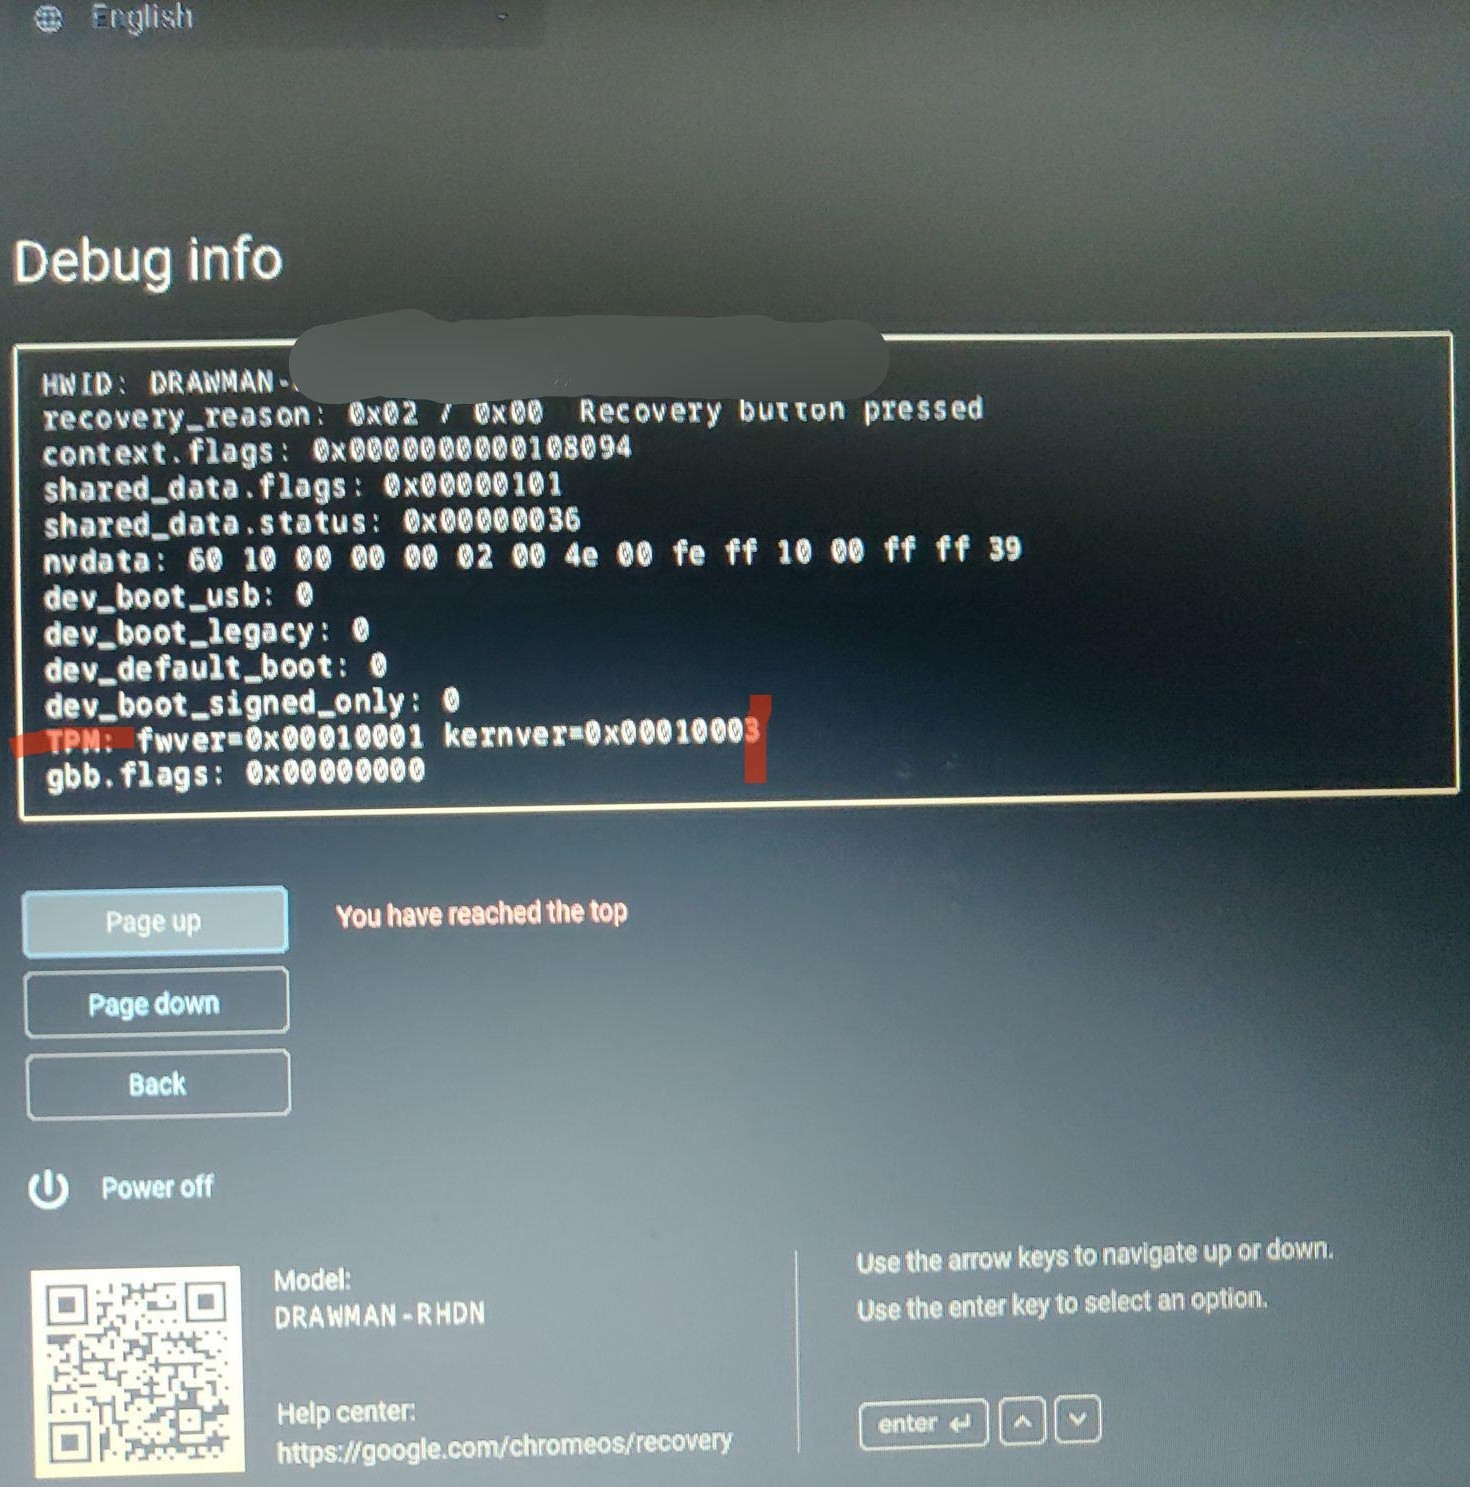 English
Debug info
HWID: DRAWMAN-
recovery_reason: 0x02 / 0x00 Recovery button pressed
context.flags: 0x0000000000108094
shared_data.flags: 0x00000101
shared_data.status: 0x00000036
nvdata: 60 10 00 00 00 02 00 4e 00 fe ff 10 00 ff ff 39
dev_boot_usb: 0
dev_boot_legacy: 0
dev_default_boot: 0
dev_boot_signed_only: 0
TPM: fwver=0x00010001 kernver=0x00010003
gbb.flags: 0x00000000
Page up
You have reached the top
Page down
Back
Power off
Model:
DRAWMAN-RHDN
Help center:
https://google.com/chromeos/recovery
Use the arrow keys to navigate up or down.
Use the enter key to select an option.
enter